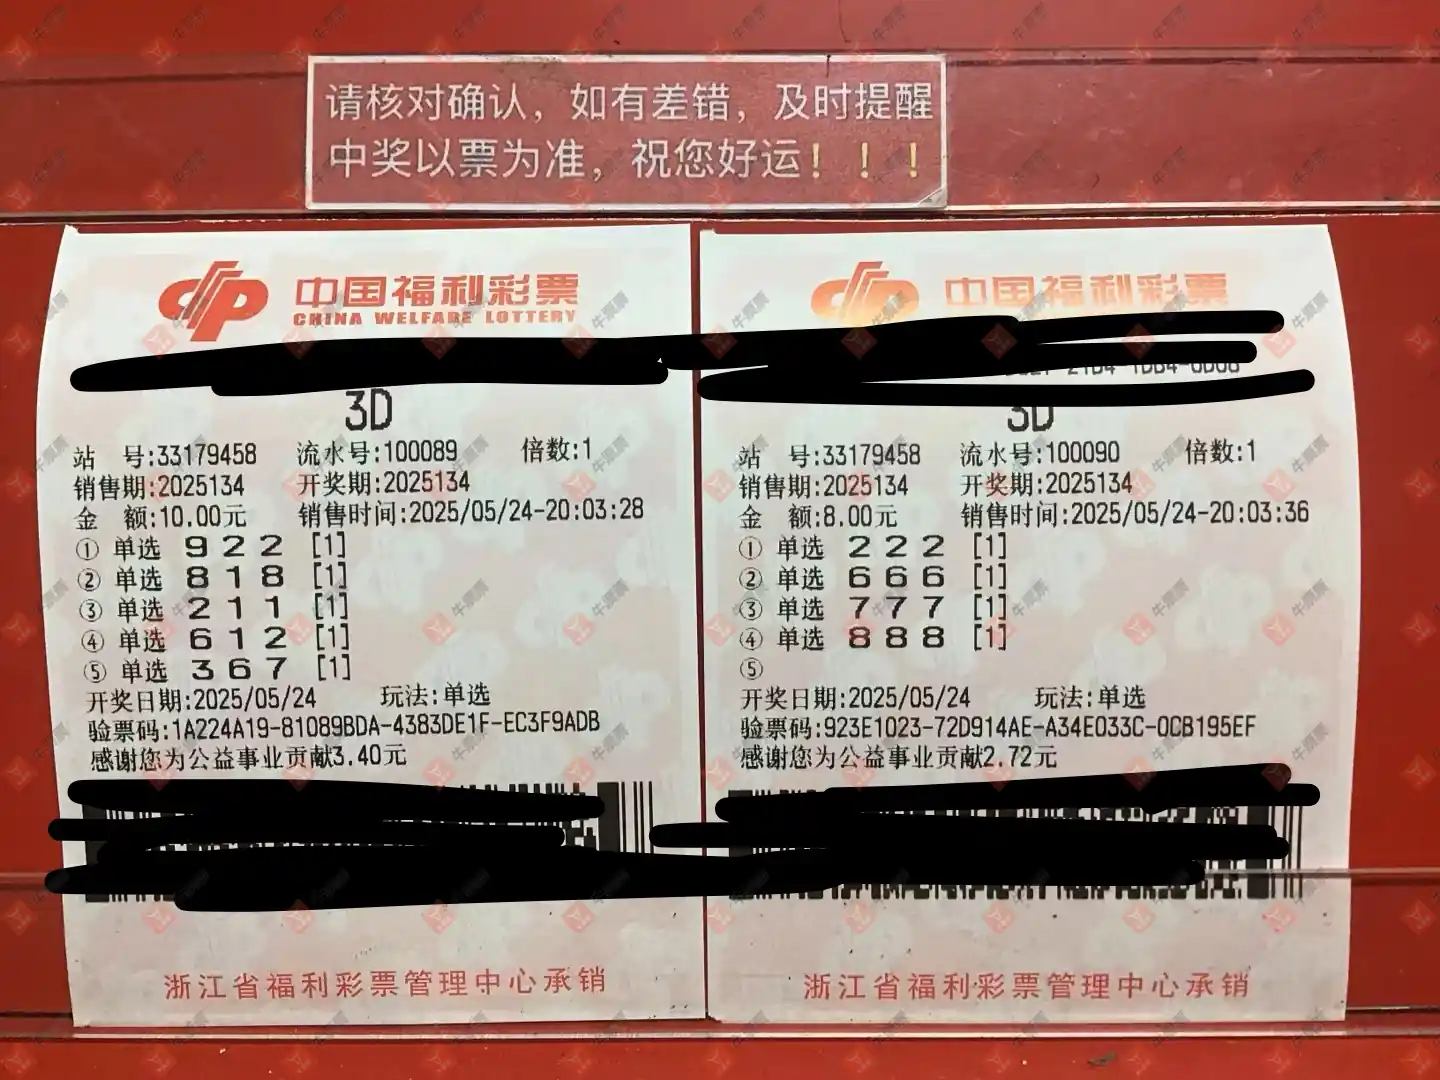 请核对确认，如有差错，及时提醒
中奖以票为准，祝您好运！！！
中国福利彩票
CHINA WELFARE LOTTERY
3D
站 号:33179458 流水号:100089 倍数:1
销售期:2025134 开奖期:2025134
金 额:10.00元 销售时间:2025/05/24-20:03:28
① 单选 9 2 2 [1]
② 单选 8 1 8 [1]
③ 单选 2 1 1 [1]
④ 单选 6 1 2 [1]
⑤ 单选 3 6 7 [1]
开奖日期:2025/05/24 玩法:单选
验票码:1A224A19-81089BDA-4383DE1F-EC3F9ADB
感谢您为公益事业贡献3.40元
浙江省福利彩票管理中心承销
中国福利彩票
3D
站 号:33179458 流水号:100090 倍数:1
销售期:2025134 开奖期:2025134
金 额:8.00元 销售时间:2025/05/24-20:03:36
① 单选 2 2 2 [1]
② 单选 6 6 6 [1]
③ 单选 7 7 7 [1]
④ 单选 8 8 8 [1]
⑤
开奖日期:2025/05/24 玩法:单选
验票码:923E1023-72D914AE-A34E033C-0CB195EF
感谢您为公益事业贡献2.72元
浙江省福利彩票管理中心承销